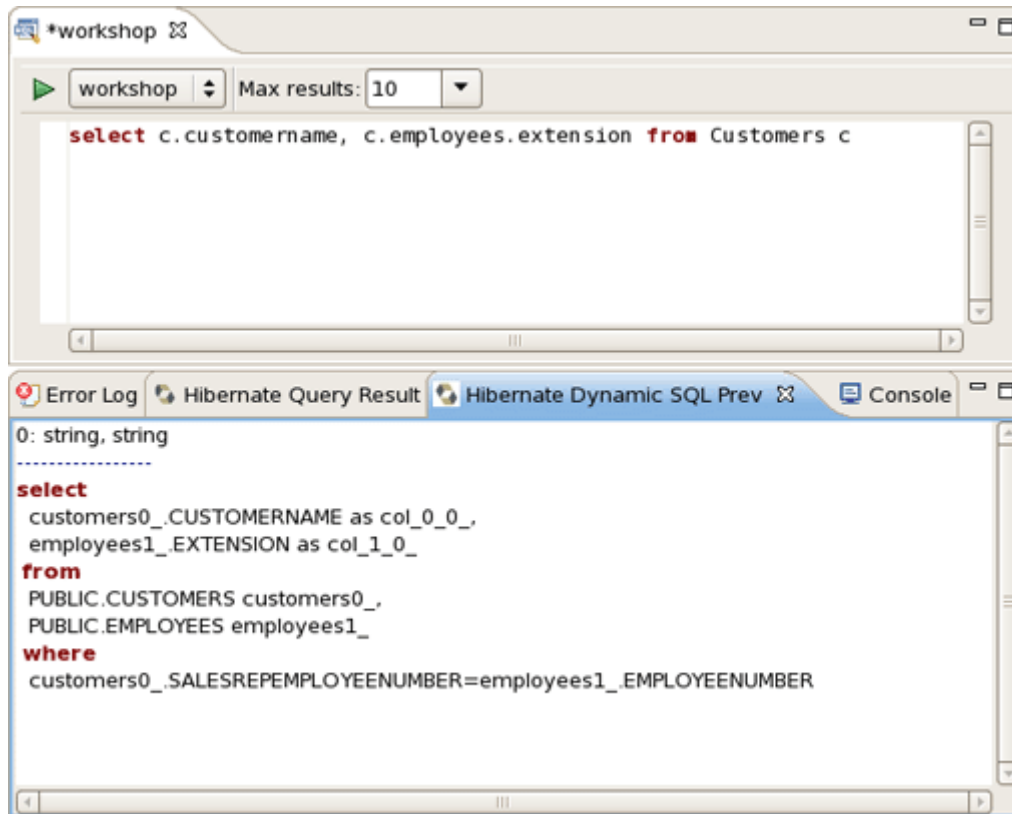 *workshop
workshop Max results: 10
select c.customername, c.employees.extension from Customers c
Error Log Hibernate Query Result Hibernate Dynamic SQL Prev Console
0: string, string
-----------------
select
customers0_.CUSTOMERNAME as col_0_0_,
employees1_.EXTENSION as col_1_0_
from
PUBLIC.CUSTOMERS customers0_,
PUBLIC.EMPLOYEES employees1_
where
customers0_.SALESREPEMPLOYEENUMBER=employees1_.EMPLOYEENUMBER